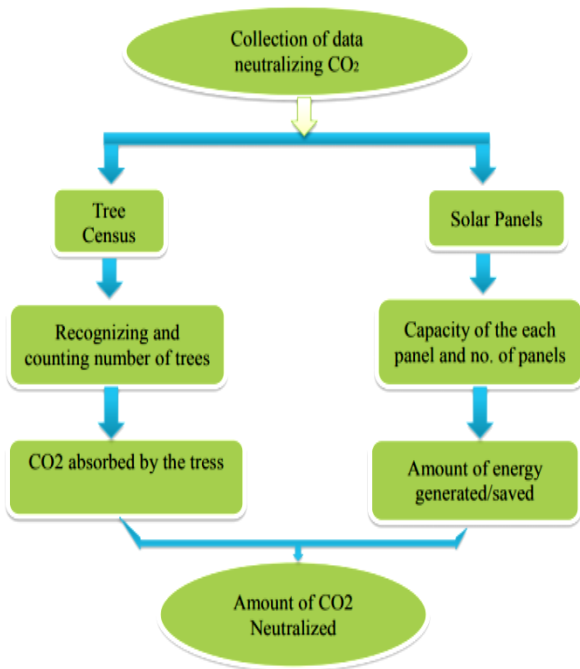 Collection of data
neutralizing CO₂
Tree
Census
Solar Panels
Recognizing and
counting number of trees
Capacity of the each
panel and no. of panels
CO2 absorbed by the tress
Amount of energy
generated/saved
Amount of CO2
Neutralized